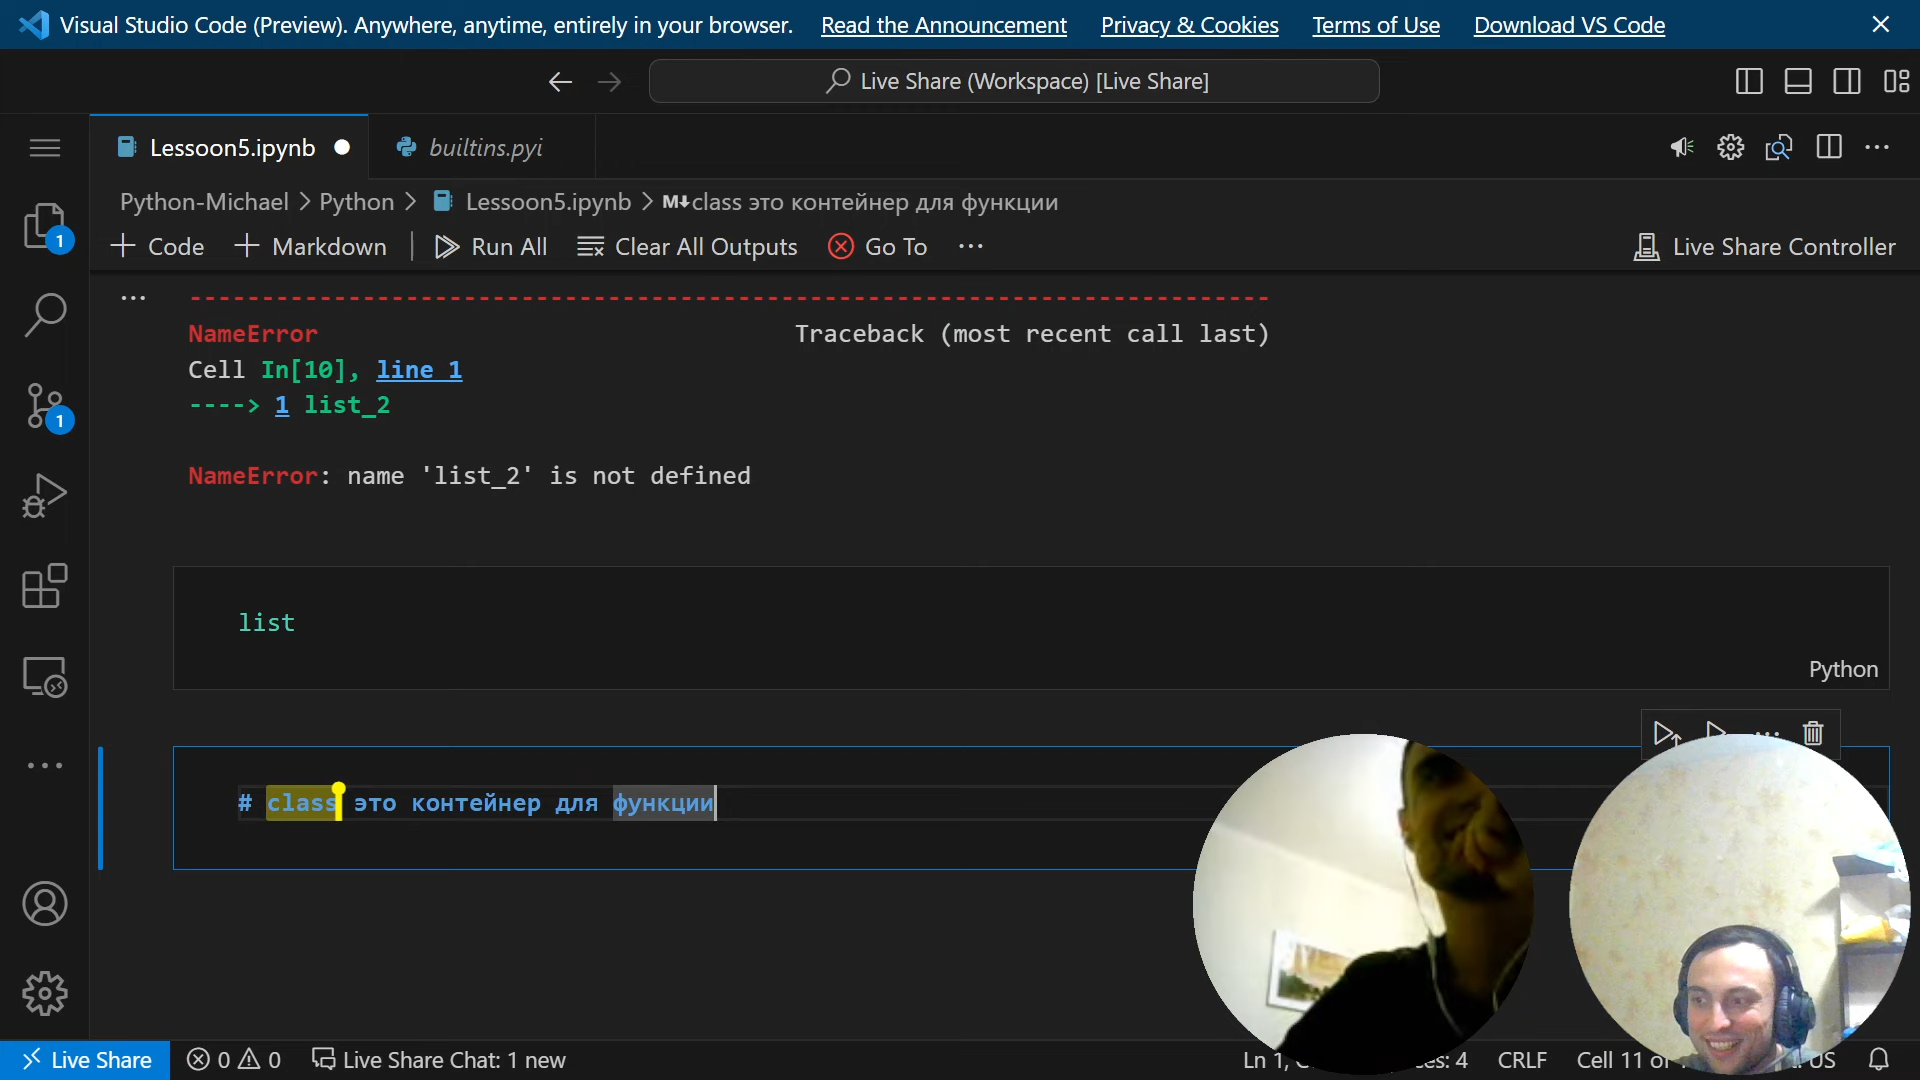 Visual Studio Code (Preview). Anywhere, anytime, entirely in your browser. Read the Announcement Privacy & Cookies Terms of Use Download VS Code
Live Share (Workspace) [Live Share]
Lessoon5.ipynb builtins.pyi
Python-Michael > Python > Lessoon5.ipynb > M class это контейнер для функции
+ Code + Markdown | Run All Clear All Outputs Go To ... Live Share Controller
1
1
... ---------------------------------------------------------------------------
NameError Traceback (most recent call last)
Cell In[10], line 1
----> 1 list_2
NameError: name 'list_2' is not defined
list
Python
# class это контейнер для функции
Live Share 0 0 Live Share Chat: 1 new Ln 1, 4 CRLF Cell 11 US